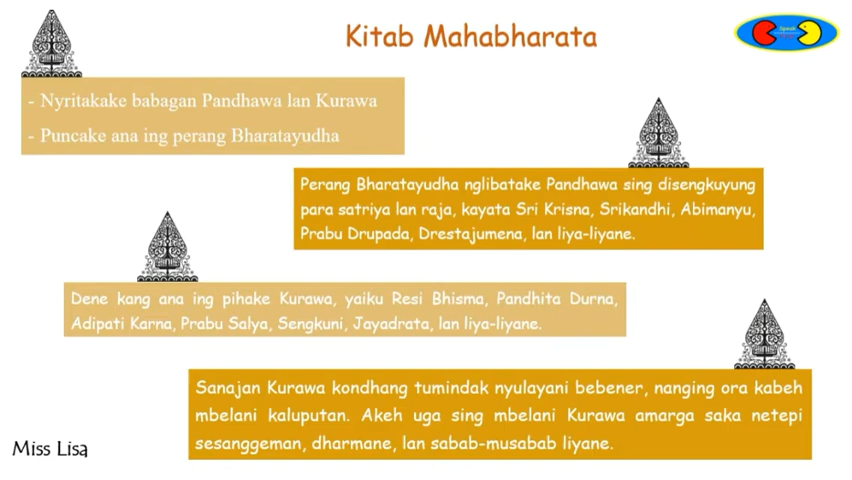 Kitab Mahabharata
- Nyritakake babagan Pandhawa lan Kurawa
- Puncake ana ing perang Bharatayudha
Perang Bharatayudha nglibatake Pandhawa sing disengkuyung
para satriya lan raja, kayata Sri Krisna, Srikandhi, Abimanyu,
Prabu Drupada, Drestajumena, lan liya-liyane.
Dene kang ana ing pihake Kurawa, yaiku Resi Bhisma, Pandhita Durna,
Adipati Karna, Prabu Salya, Sengkuni, Jayadrata, lan liya-liyane.
Sanajan Kurawa kondhang tumindak nyulayani bebener, nanging ora kabeh
mbelani kaluputan. Akeh uga sing mbelani Kurawa amarga saka netepi
sesanggeman, dharmane, lan sabab-musabab liyane.
Miss Lisa